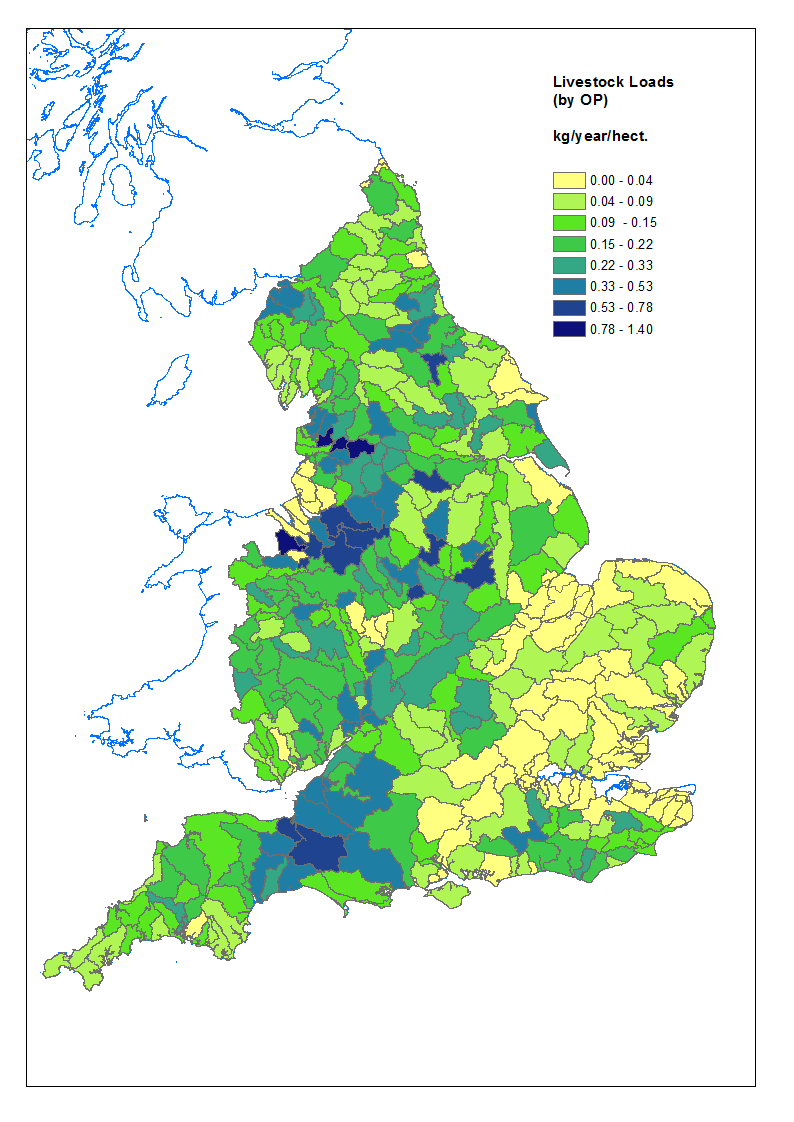 Livestock Loads
(by OP)
kg/year/hect.
0.00 - 0.04
0.04 - 0.09
0.09  - 0.15
0.15 - 0.22
0.22 - 0.33
0.33 - 0.53
0.53 - 0.78
0.78 - 1.40